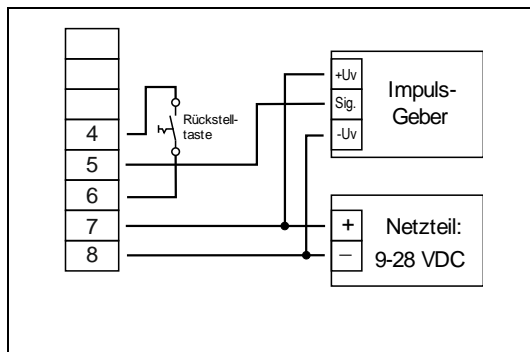 4
5
6
7
8
Rückstell-
taste
+Uv
Sig.
-Uv
Impuls-
Geber
+
–
Netzteil:
9-28 VDC